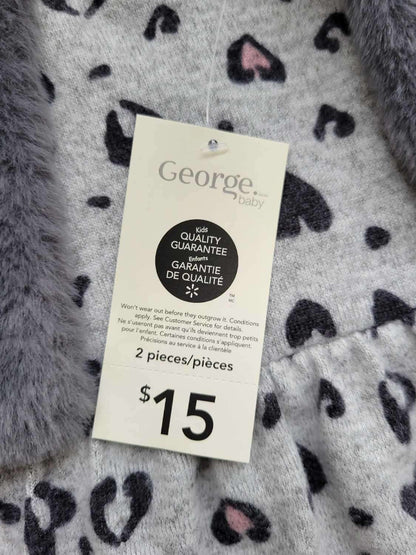 George.
baby
Kids
QUALITY
GUARANTEE
Enfants
GARANTIE
DE QUALITÉ
TM
MC
Won't wear out before they outgrow it. Conditions
apply. See Customer Service for details.
Ne s'useront pas avant qu'ils deviennent trop petits
pour l'enfant. Certaines conditions s'appliquent.
Précisions au service à la clientèle
2 pieces/pièces
$15